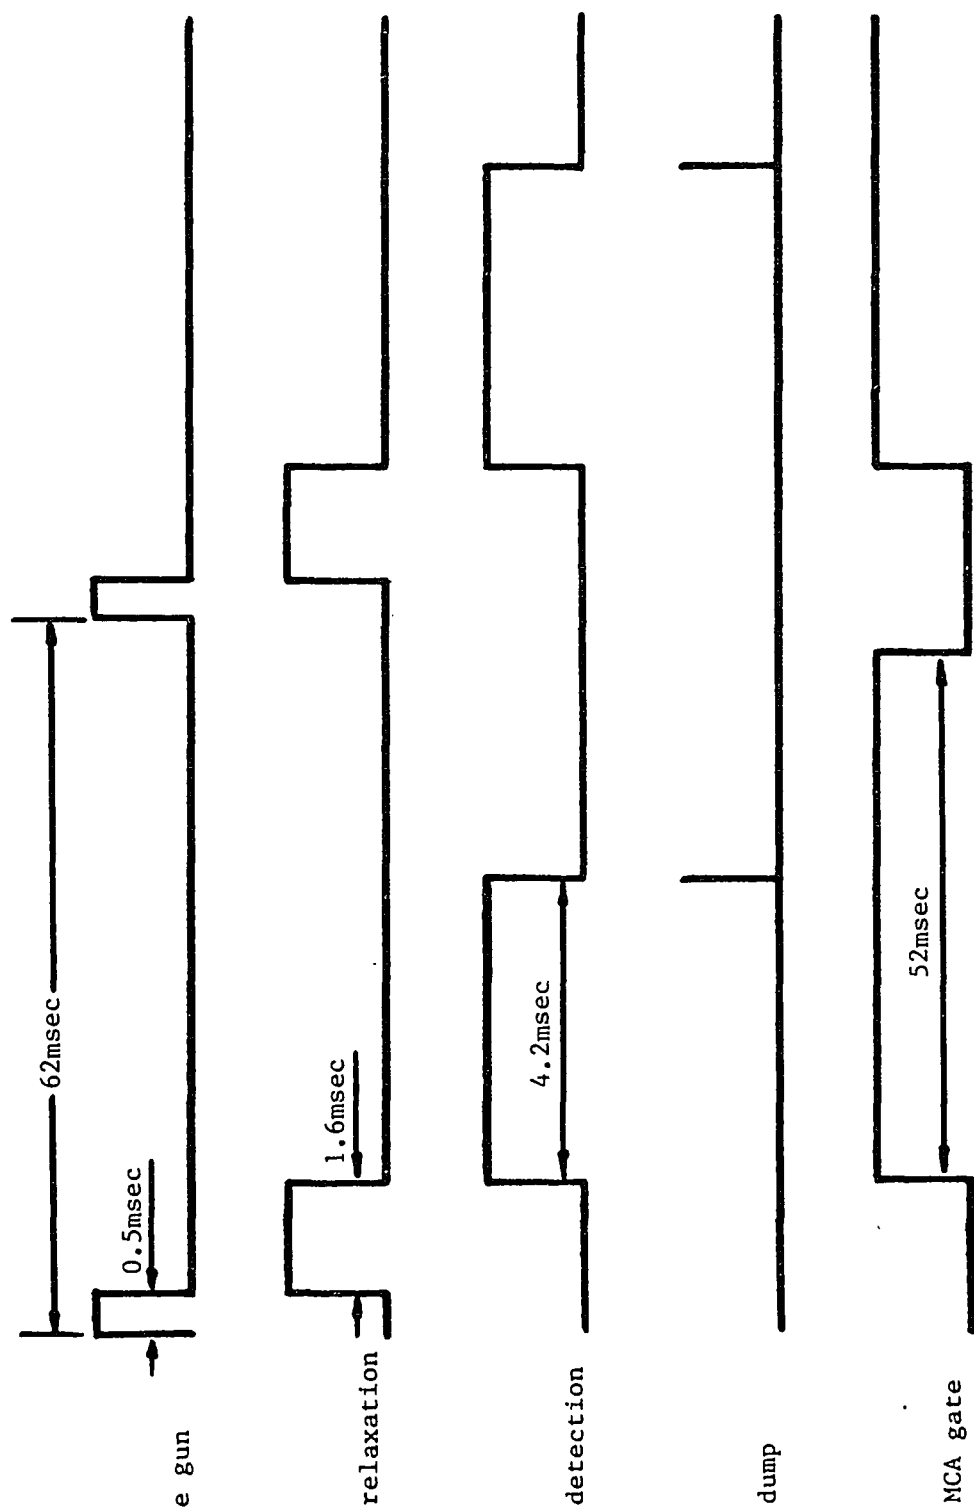 62msec
0.5msec
e gun
1.6msec
relaxation
4.2msec
detection
dump
52msec
MCA gate